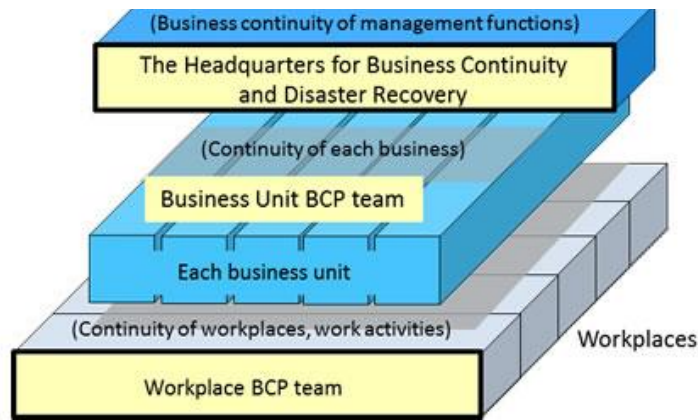 (Business continuity of management functions)
The Headquarters for Business Continuity
and Disaster Recovery
(Continuity of each business)
Business Unit BCP team
Each business unit
(Continuity of workplaces, work activities)
Workplaces
Workplace BCP team